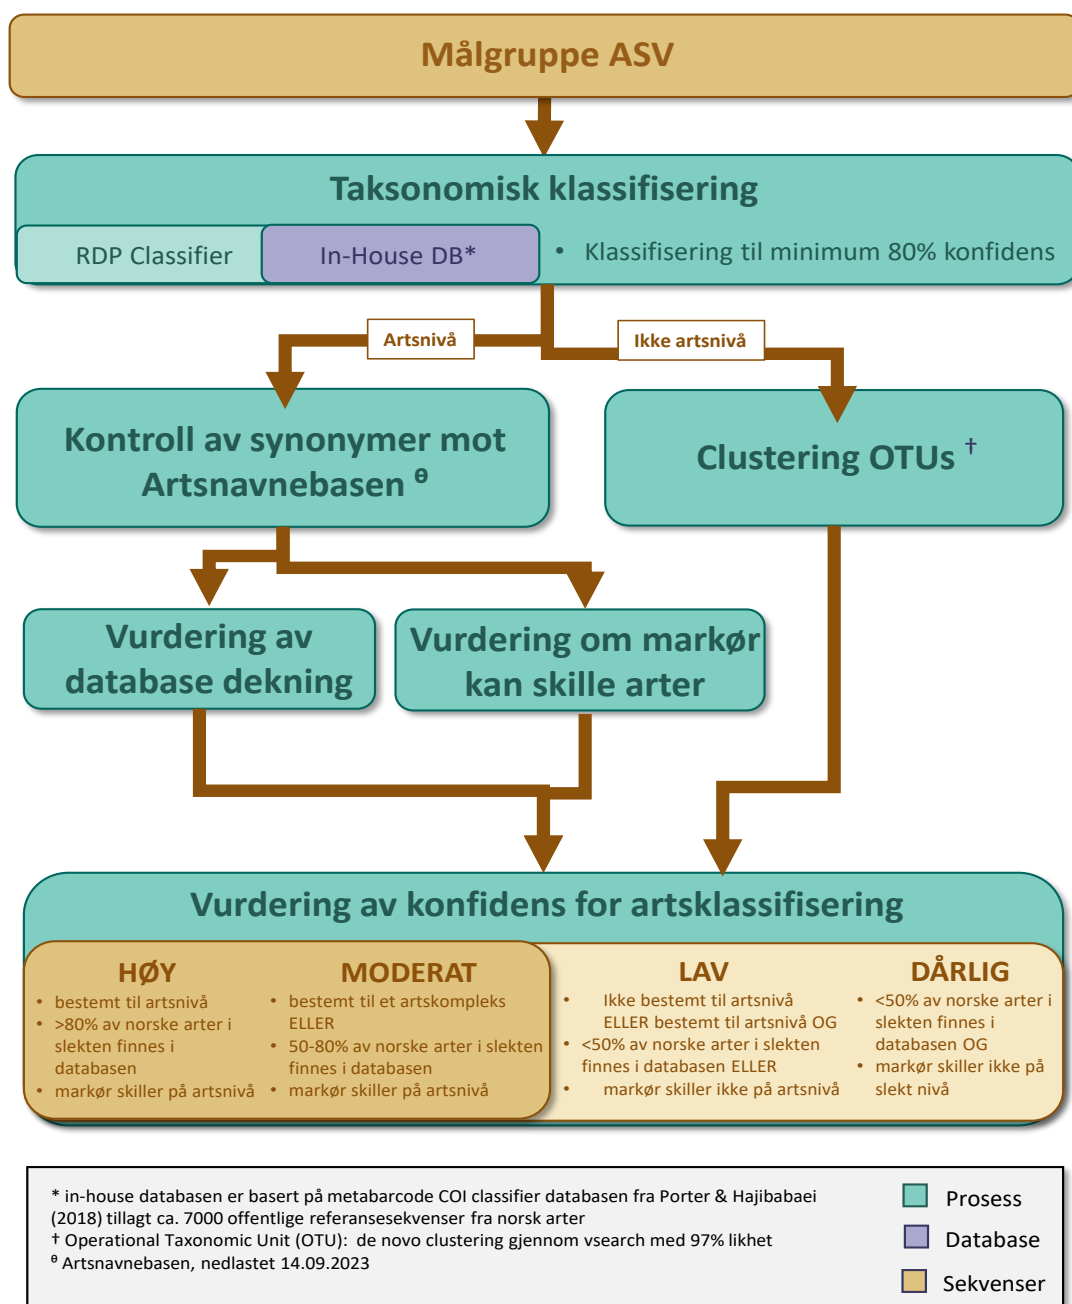 Målgruppe ASV
Taksonomisk klassifisering
RDP Classifier
In-House DB*
• Klassifisering til minimum 80% konfidens
Artsnivå
Ikke artsnivå
Kontroll av synonymer mot
Artsnavnebasen ᶿ
Clustering OTUs †
Vurdering av
database dekning
Vurdering om markør
kan skille arter
Vurdering av konfidens for artsklassifisering
HØY
• bestemt til artsnivå
• >80% av norske arter i
slekten finnes i
databasen
• markør skiller på artsnivå
MODERAT
• bestemt til et artskompleks
ELLER
• 50-80% av norske arter i slekten
finnes i databasen
• markør skiller på artsnivå
LAV
• Ikke bestemt til artsnivå
ELLER bestemt til artsnivå OG
• <50% av norske arter i slekten
finnes i databasen ELLER
• markør skiller ikke på artsnivå
DÅRLIG
• <50% av norske arter i
slekten finnes i
databasen OG
• markør skiller ikke på
slekt nivå
* in-house databasen er basert på metabarcode COI classifier databasen fra Porter & Hajibabaei
(2018) tillagt ca. 7000 offentlige referansesekvenser fra norsk arter
† Operational Taxonomic Unit (OTU): de novo clustering gjennom vsearch med 97% likhet
ᶿ Artsnavnebasen, nedlastet 14.09.2023
Prosess
Database
Sekvenser